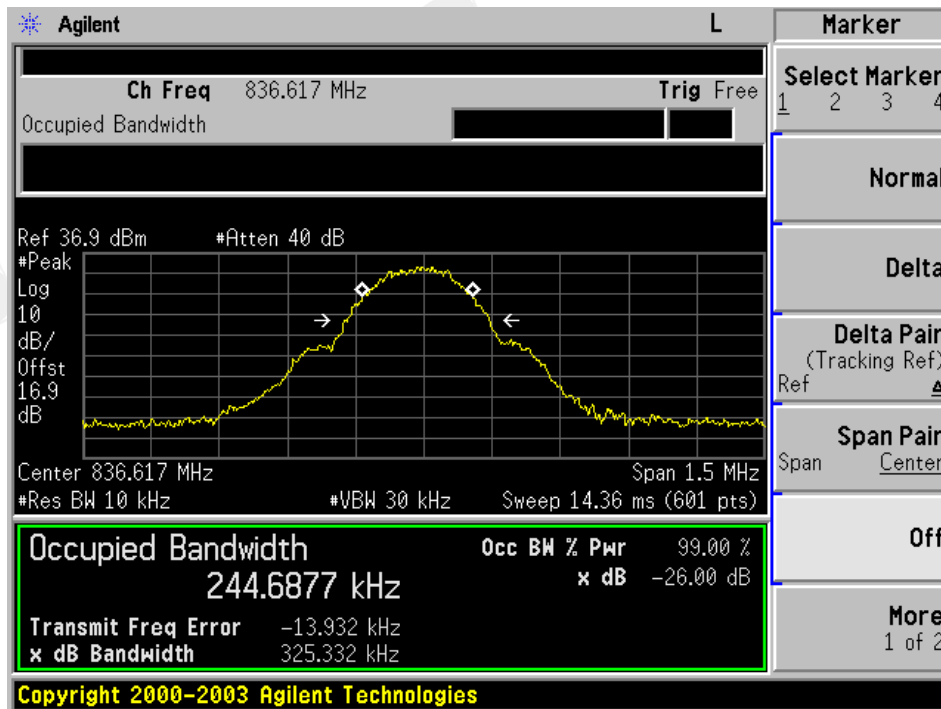 Agilent L Marker
Ch Freq 836.617 MHz Trig Free
Occupied Bandwidth
Select Marker
1 2 3 4
Normal
Delta
Delta Pair
(Tracking Ref)
Ref Δ
Span Pair
Span Center
Off
More
1 of 2
Ref 36.9 dBm #Atten 40 dB
#Peak
Log
10
dB/
Offst
16.9
dB
Center 836.617 MHz Span 1.5 MHz
#Res BW 10 kHz #VBW 30 kHz Sweep 14.36 ms (601 pts)
Occupied Bandwidth Occ BW % Pwr 99.00 %
244.6877 kHz x dB -26.00 dB
Transmit Freq Error -13.932 kHz
x dB Bandwidth 325.332 kHz
Copyright 2000-2003 Agilent Technologies